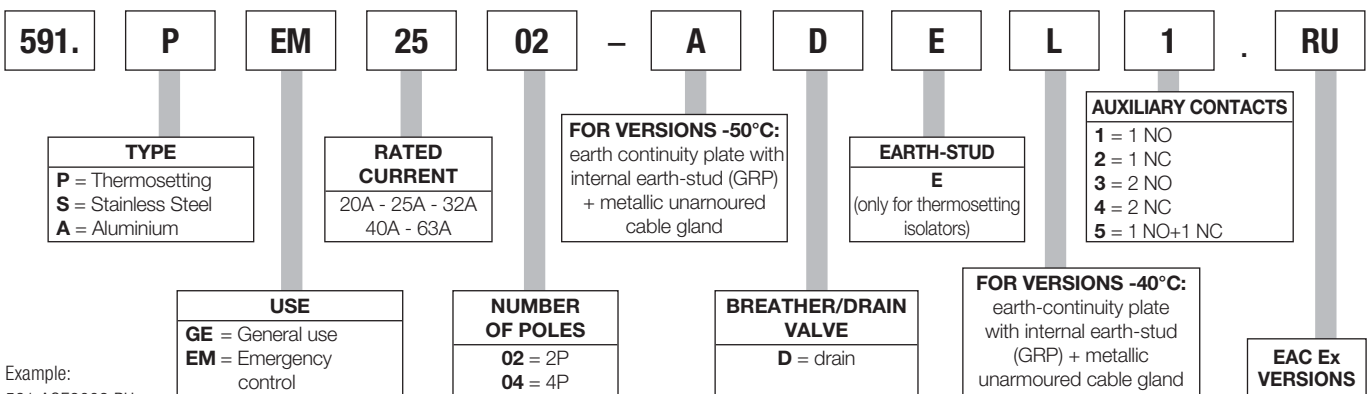 591. P EM 25 02 – A D E L 1 . RU
TYPE
P = Thermosetting
S = Stainless Steel
A = Aluminium
RATED
CURRENT
20A - 25A - 32A
40A - 63A
FOR VERSIONS -50°C:
earth continuity plate with
internal earth-stud (GRP)
+ metallic unarnoured
cable gland
EARTH-STUD
E
(only for thermosetting
isolators)
AUXILIARY CONTACTS
1 = 1 NO
2 = 1 NC
3 = 2 NO
4 = 2 NC
5 = 1 NO+1 NC
USE
GE = General use
EM = Emergency
control
NUMBER
OF POLES
02 = 2P
04 = 4P
BREATHER/DRAIN
VALVE
D = drain
FOR VERSIONS -40°C:
earth-continuity plate
with internal earth-stud
(GRP) + metallic
unarmoured cable gland
EAC Ex
VERSIONS
Example: